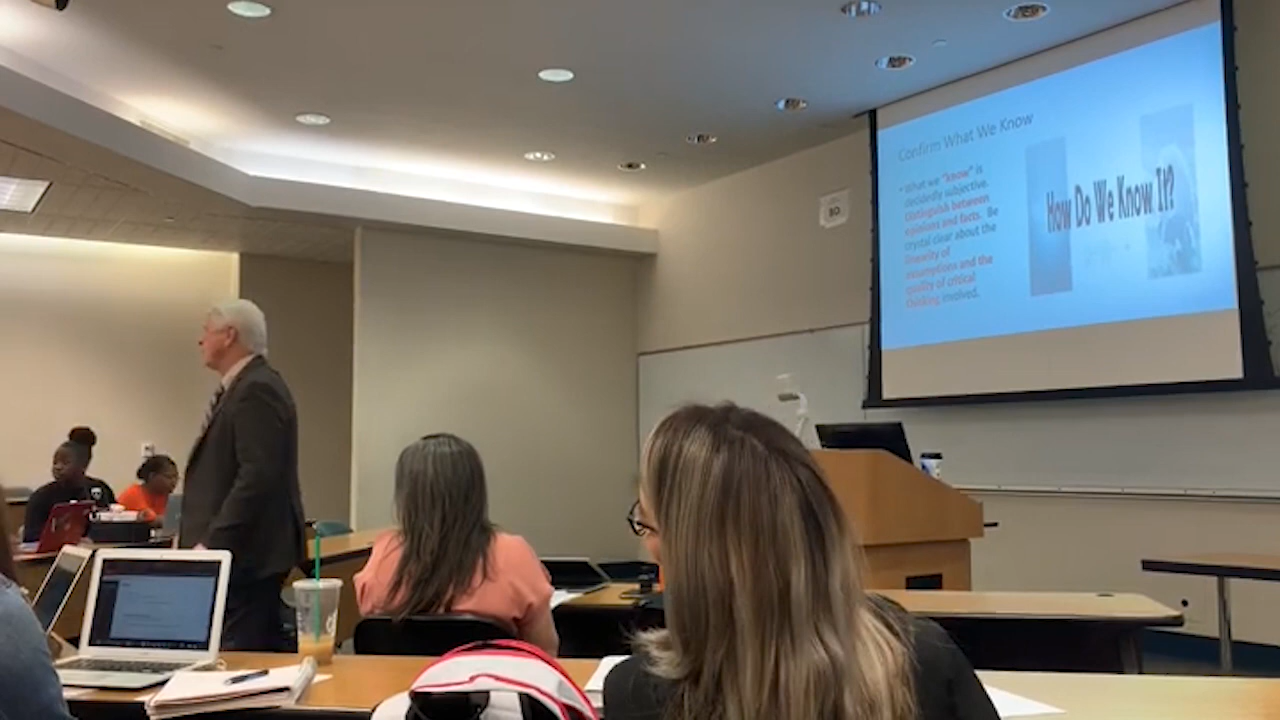 Confirm What We Know
• What we "know" is
decidedly subjective.
Distinguish between
opinions and facts. Be
crystal clear about the
linearity of
assumptions and the
quality of critical
thinking involved.
How Do We Know It?